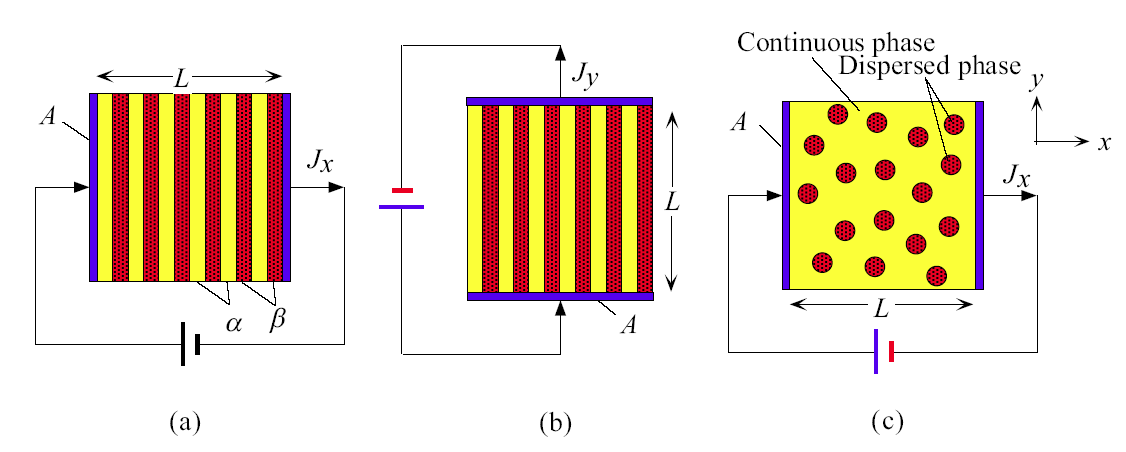 L
A
J_x
α
β
(a)
J_y
L
A
(b)
Continuous phase
Dispersed phase
A
y
x
J_x
L
(c)